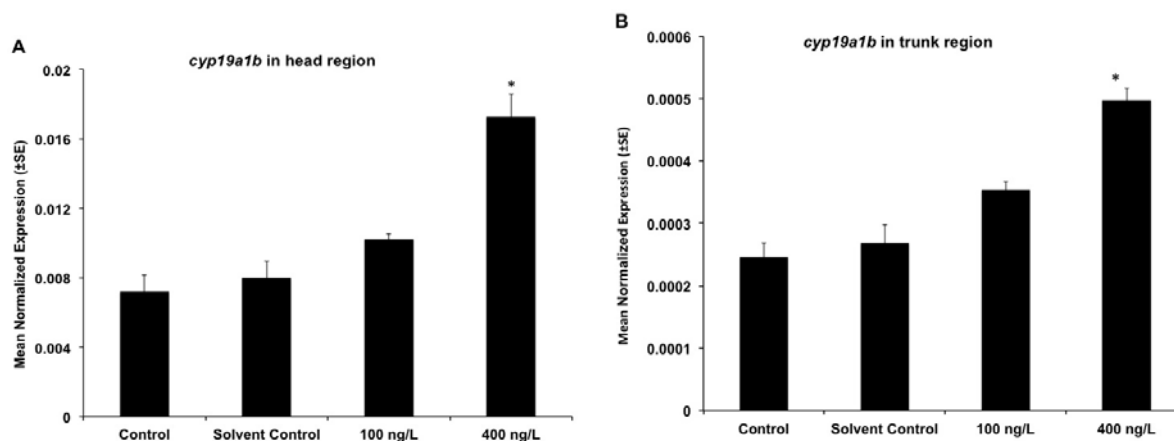 A
cyp19a1b in head region
Mean Normalized Expression (±SE)
0.02
0.016
0.012
0.008
0.004
0
*
Control Solvent Control 100 ng/L 400 ng/L
B
cyp19a1b in trunk region
Mean Normalized Expression (±SE)
0.0006
0.0005
0.0004
0.0003
0.0002
0.0001
0
*
Control Solvent Control 100 ng/L 400 ng/L